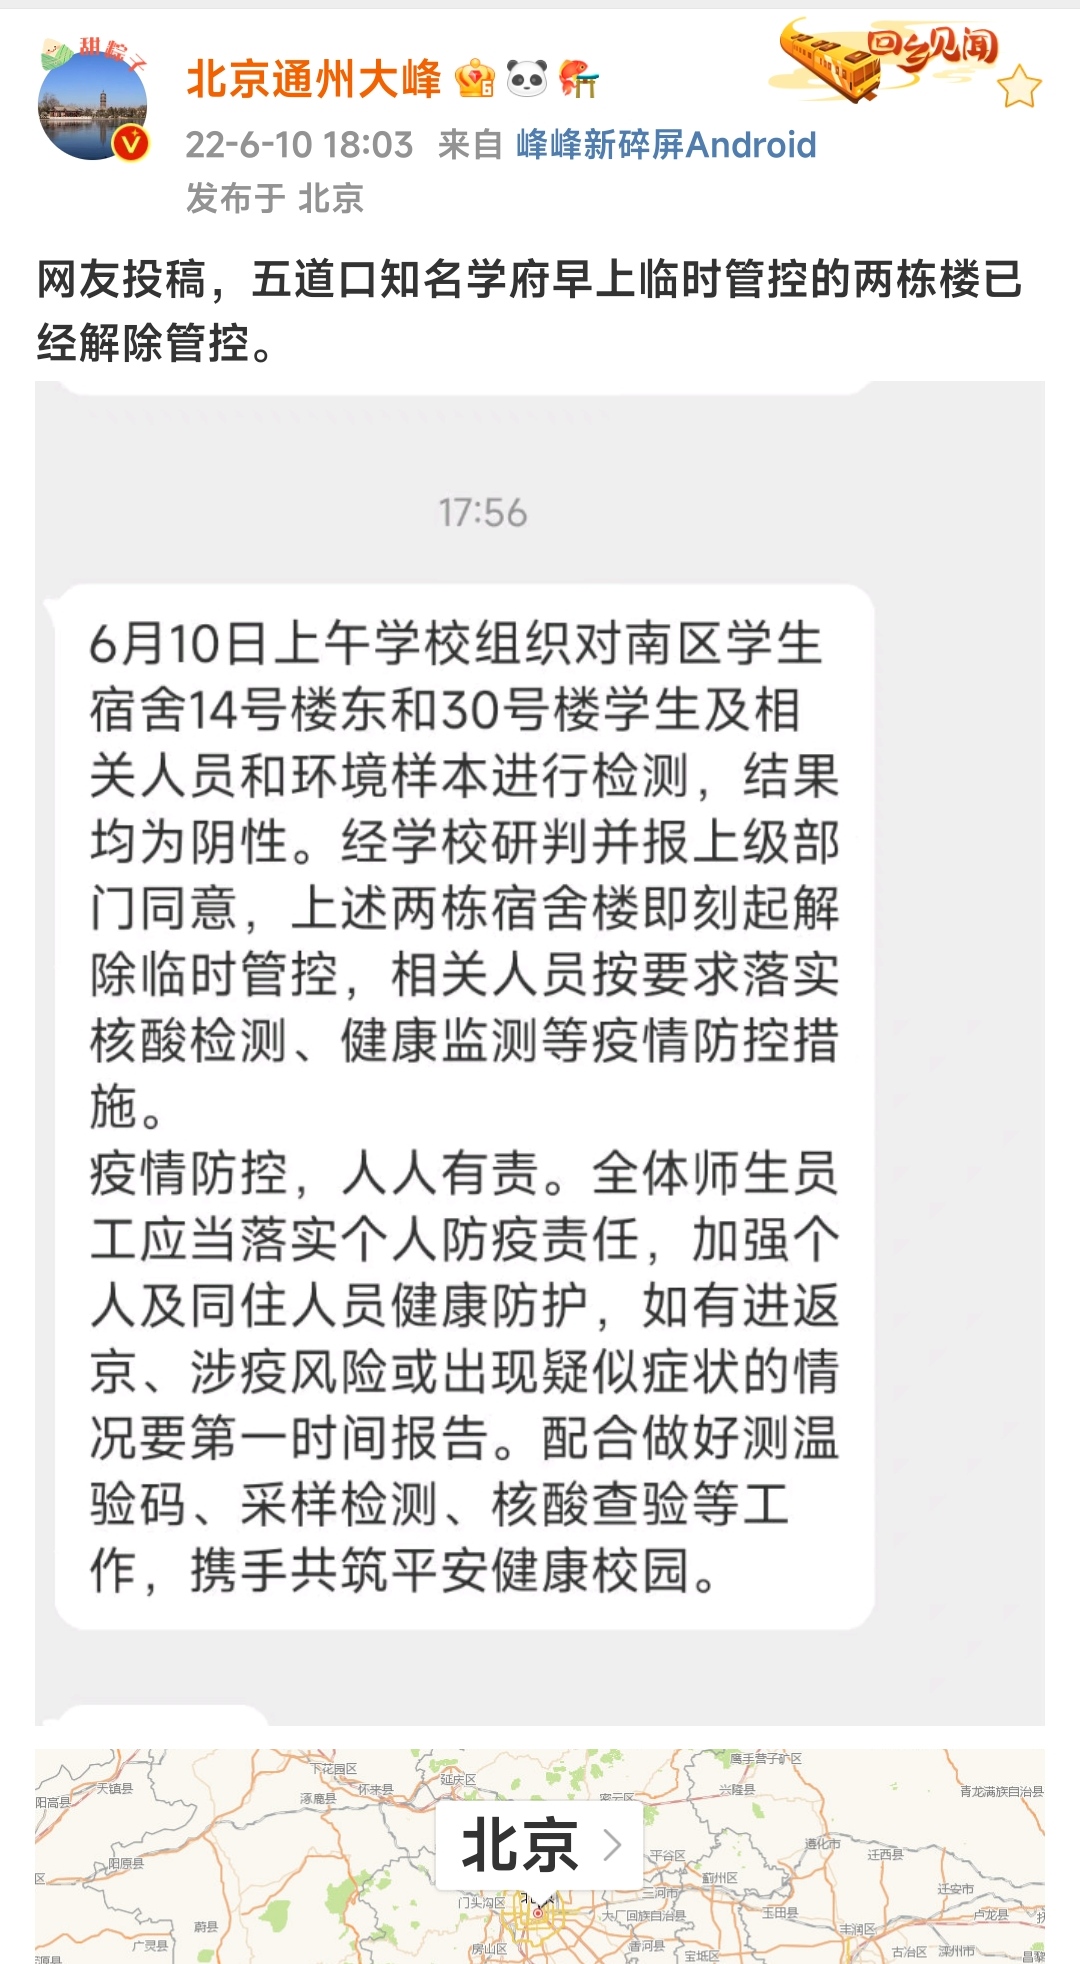 甜粽子
回乡见闻
北京通州大峰
22-6-10 18:03 来自 峰峰新碎屏Android
发布于 北京
网友投稿，五道口知名学府早上临时管控的两栋楼已
经解除管控。
17:56
6月10日上午学校组织对南区学生
宿舍14号楼东和30号楼学生及相
关人员和环境样本进行检测，结果
均为阴性。经学校研判并报上级部
门同意，上述两栋宿舍楼即刻起解
除临时管控，相关人员按要求落实
核酸检测、健康监测等疫情防控措
施。
疫情防控，人人有责。全体师生员
工应当落实个人防疫责任，加强个
人及同住人员健康防护，如有进返
京、涉疫风险或出现疑似症状的情
况要第一时间报告。配合做好测温
验码、采样检测、核酸查验等工
作，携手共筑平安健康校园。
鹰手营子矿区
下花园区
延庆区
天镇县
怀来县
兴隆县
青龙满族自治县
涿鹿县
密云区
阳高县
北京
遵化市
平谷区
迁西县
阳原县
区
蓟州区
三河市
迁安市
门头沟区
大厂回族自治县
玉田县
卢龙县
蔚县
丰润区
广灵县
房山区
香河县
宝坻区
古冶区
滦州市
昌黎